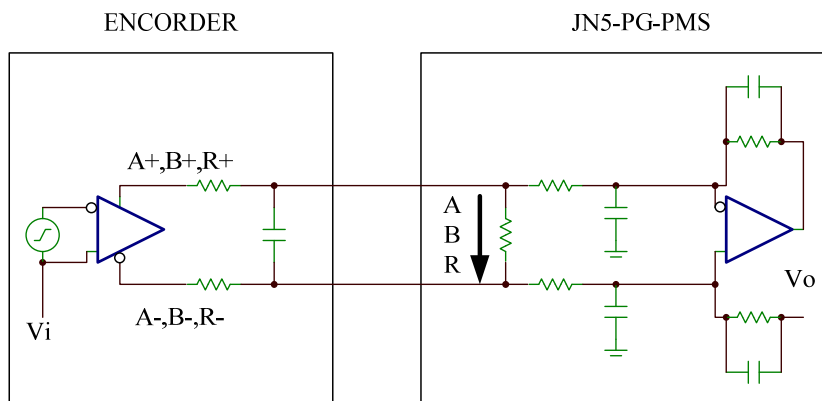 ENCORDER
JN5-PG-PMS
A+,B+,R+
A
B
R
A-,B-,R-
Vi
Vo